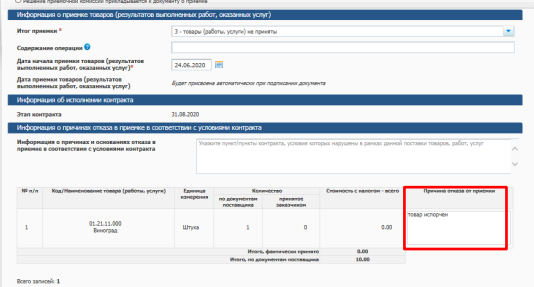 Решение приемочной комиссии прикладывается к документу о приемке
Информация о приемке товаров (результатов выполненных работ, оказанных услуг)
Итог приемки * 3 - товары (работы, услуги) не приняты
Содержание операции
Дата начала приемки товаров (результатов выполненных работ, оказанных услуг)* 24.06.2020
Дата приемки товаров (результатов выполненных работ, оказанных услуг) Будет присвоена автоматически при подписании документа
Информация об исполнении контракта
Этап контракта 31.08.2020
Информация о причинах отказа в приемке в соответствии с условиями контракта
Информация о причинах и основаниях отказа в приемке в соответствии с условиями контракта Укажите пункт/пункты контракта, условия которых нарушены в рамках данной поставки товаров, работ, услуг
№ п/п Код/Наименование товара (работы, услуги) Единица измерения Количество Стоимость с налогом - всего Причина отказа от приемки
по документам поставщика принятое заказчиком
1 01.21.11.000 Виноград Штука 1 0 0.00 товар испорчен
Итого, фактически принято 0.00
Итого, по документам поставщика 10.00
Всего записей: 1